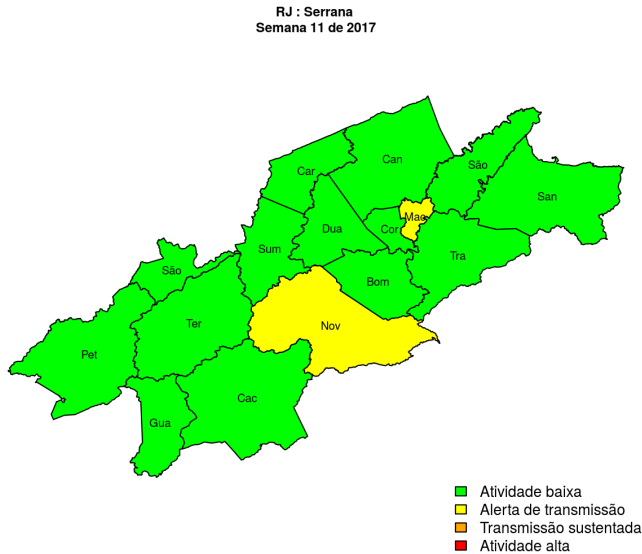 RJ : Serrana
Semana 11 de 2017
Can
São
Car
San
Mac
Dua
Cor
Sum
Tra
São
Bom
Ter
Nov
Pet
Cac
Gua
Atividade baixa
Alerta de transmissão
Transmissão sustentada
Atividade alta